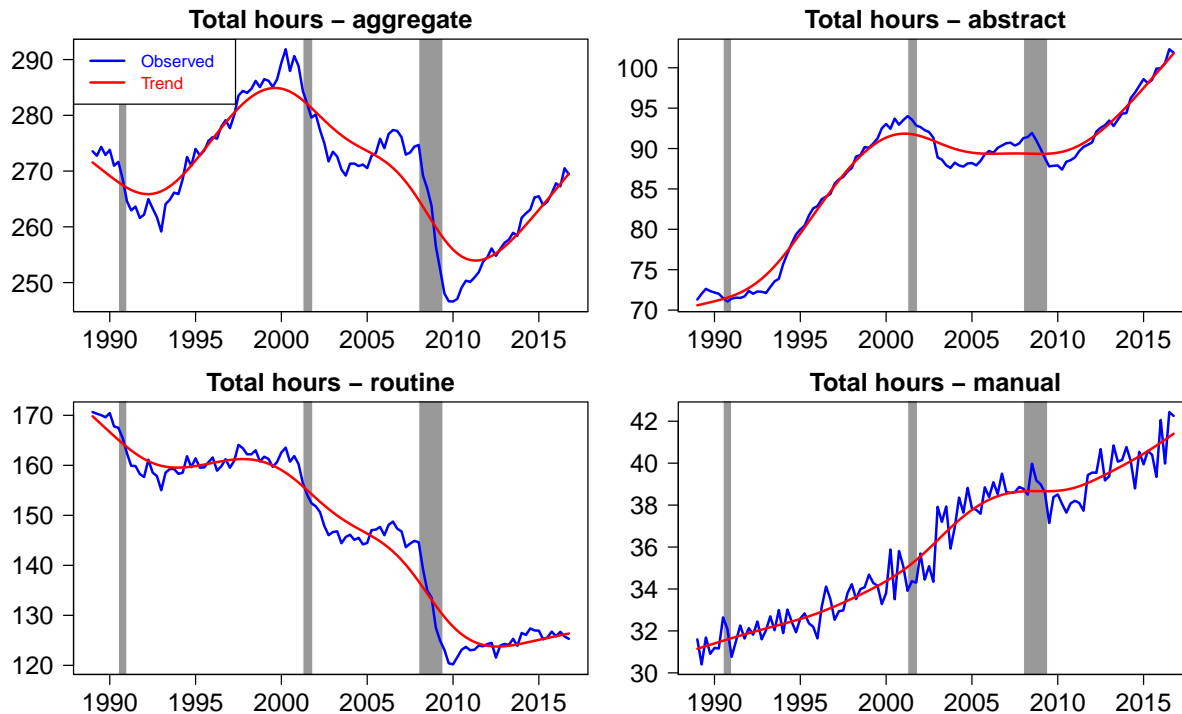 Total hours – aggregate
Observed
Trend
290
280
270
260
250
1990 1995 2000 2005 2010 2015
Total hours – abstract
100
95
90
85
80
75
70
1990 1995 2000 2005 2010 2015
Total hours – routine
170
160
150
140
130
120
1990 1995 2000 2005 2010 2015
Total hours – manual
42
40
38
36
34
32
30
1990 1995 2000 2005 2010 2015